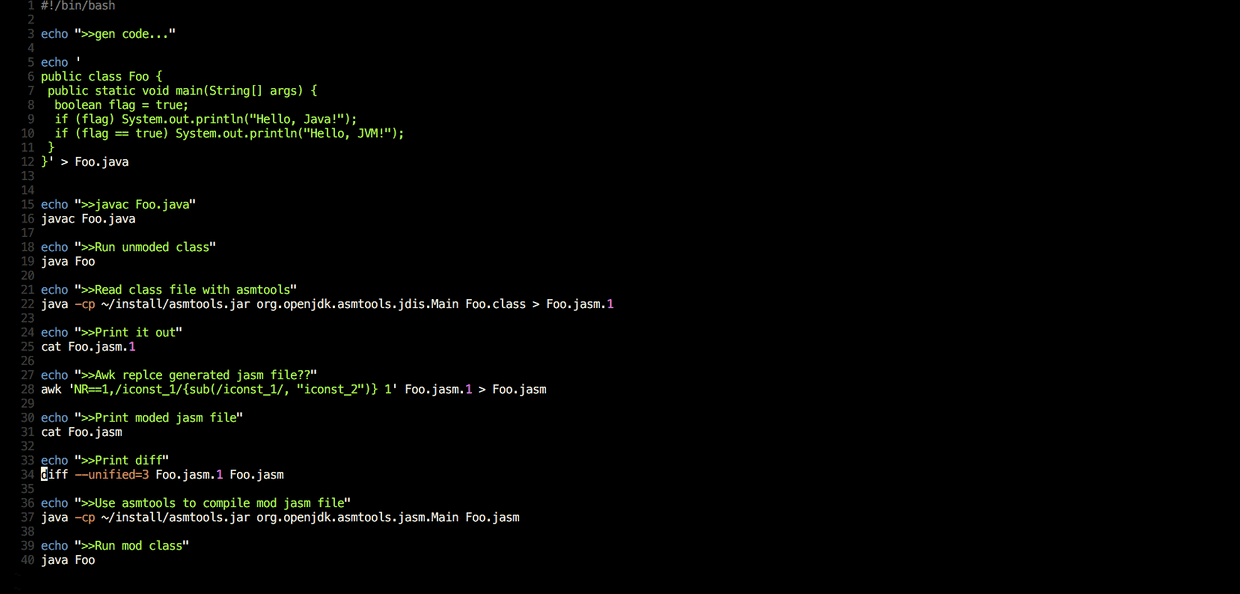 1 #!/bin/bash
2
3 echo ">>gen code..."
4
5 echo '
6 public class Foo {
7  public static void main(String[] args) {
8   boolean flag = true;
9   if (flag) System.out.println("Hello, Java!");
10   if (flag == true) System.out.println("Hello, JVM!");
11  }
12 }' > Foo.java
13
14
15 echo ">>javac Foo.java"
16 javac Foo.java
17
18 echo ">>Run unmoded class"
19 java Foo
20
21 echo ">>Read class file with asmtools"
22 java -cp ~/install/asmtools.jar org.openjdk.asmtools.jdis.Main Foo.class > Foo.jasm.1
23
24 echo ">>Print it out"
25 cat Foo.jasm.1
26
27 echo ">>Awk replce generated jasm file??"
28 awk 'NR==1,/iconst_1/{sub(/iconst_1/, "iconst_2")} 1' Foo.jasm.1 > Foo.jasm
29
30 echo ">>Print moded jasm file"
31 cat Foo.jasm
32
33 echo ">>Print diff"
34 diff --unified=3 Foo.jasm.1 Foo.jasm
35
36 echo ">>Use asmtools to compile mod jasm file"
37 java -cp ~/install/asmtools.jar org.openjdk.asmtools.jasm.Main Foo.jasm
38
39 echo ">>Run mod class"
40 java Foo